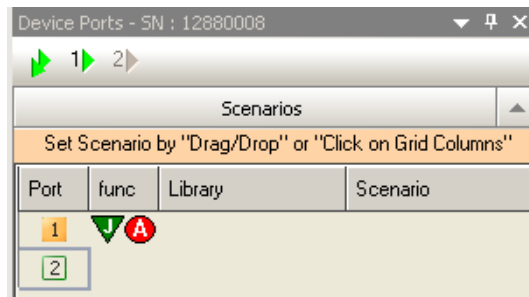 Device Ports - SN : 12880008
1 2
Scenarios
Set Scenario by "Drag/Drop" or "Click on Grid Columns"
Port func Library Scenario
1 J A
2